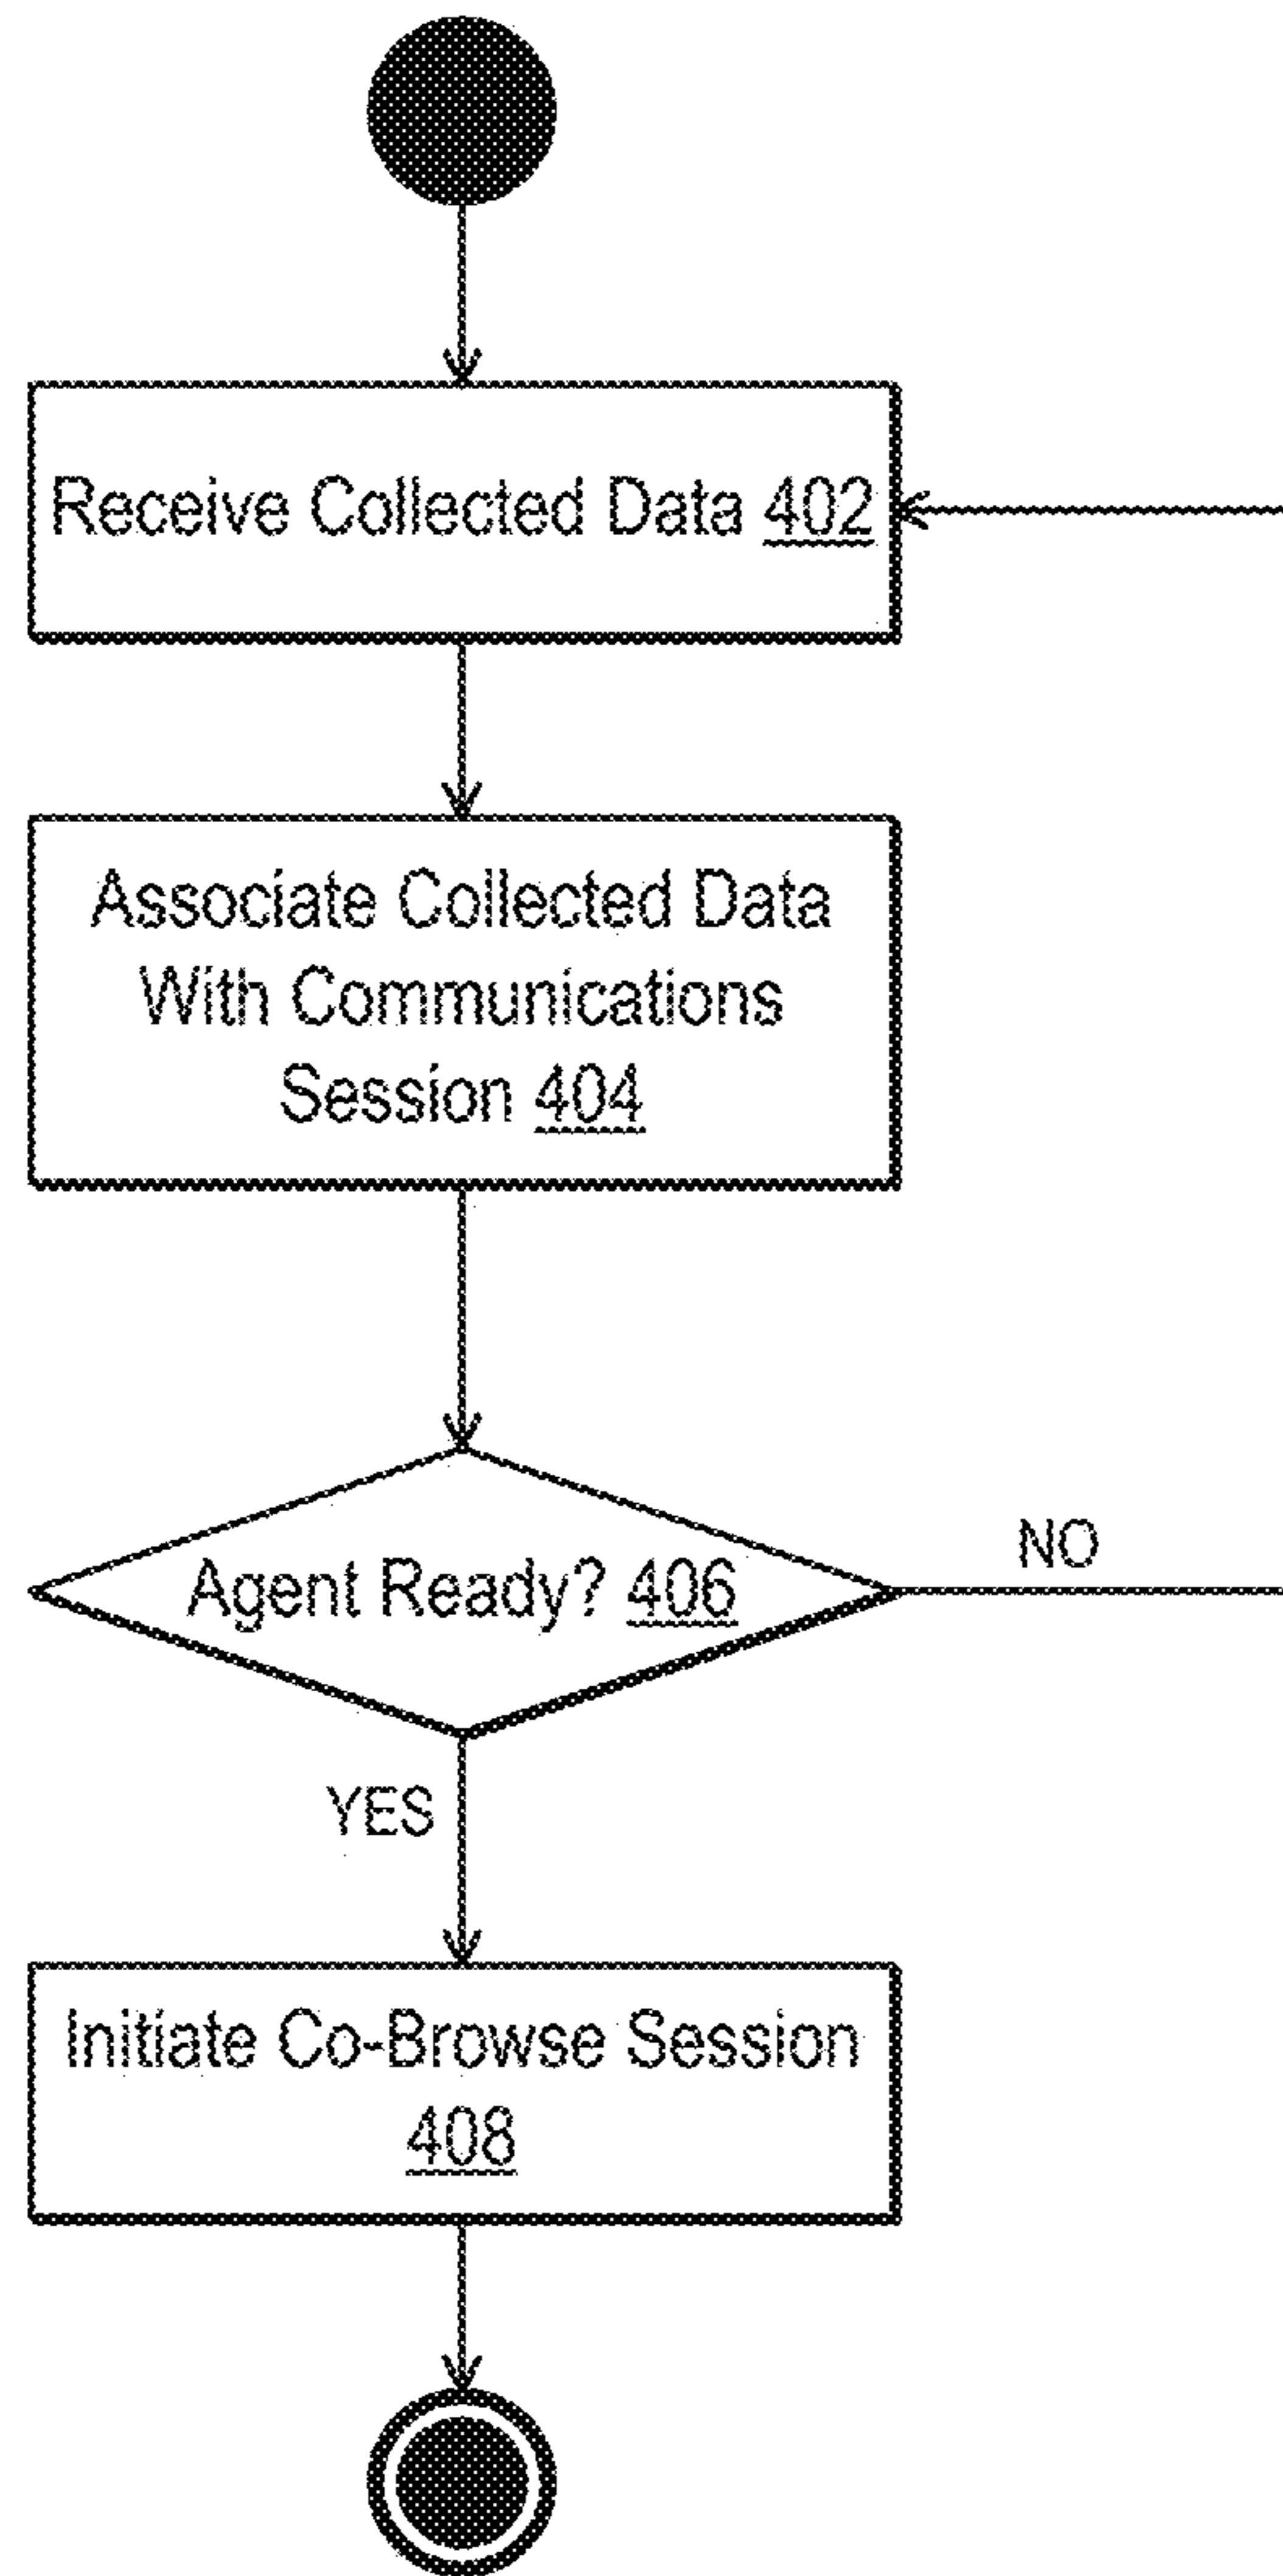 Receive Collected Data 402
Associate Collected Data
With Communications
Session 404
Agent Ready? 406
NO
YES
Initiate Co-Browse Session
408